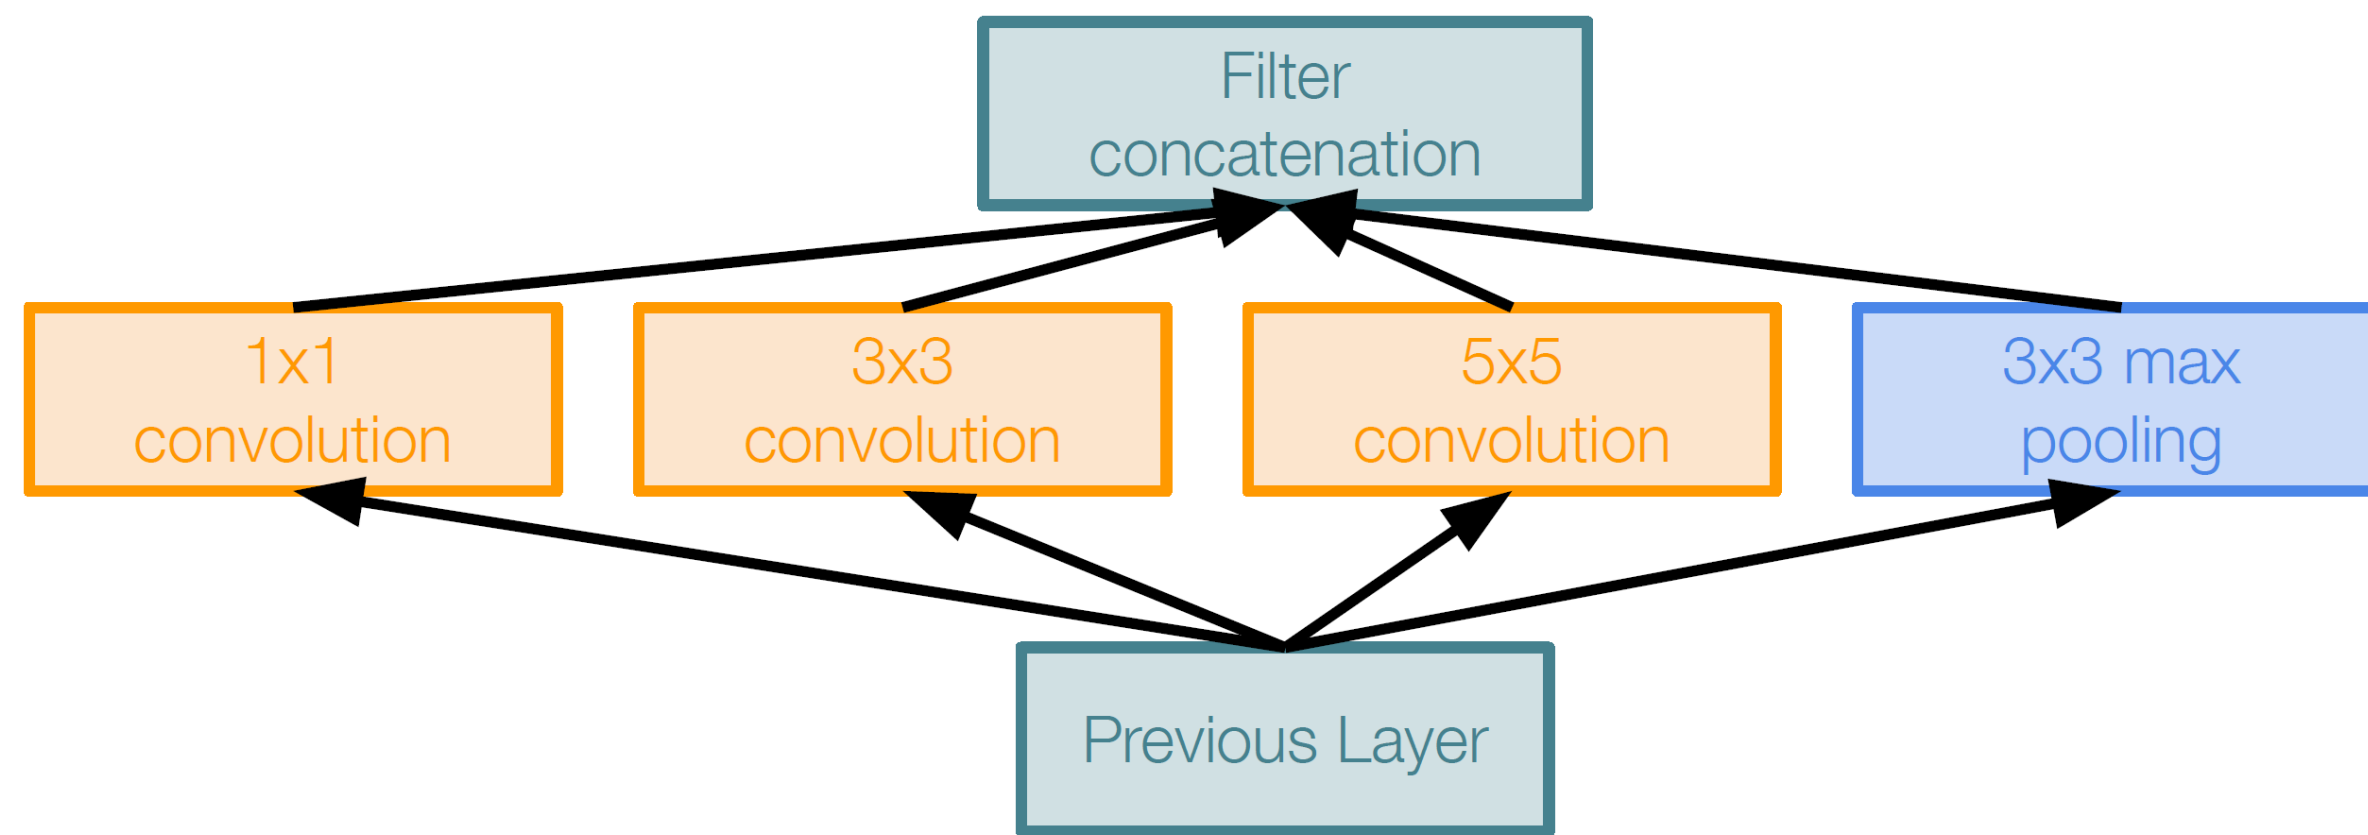 Filter
concatenation
1x1
convolution
3x3
convolution
5x5
convolution
3x3 max
pooling
Previous Layer